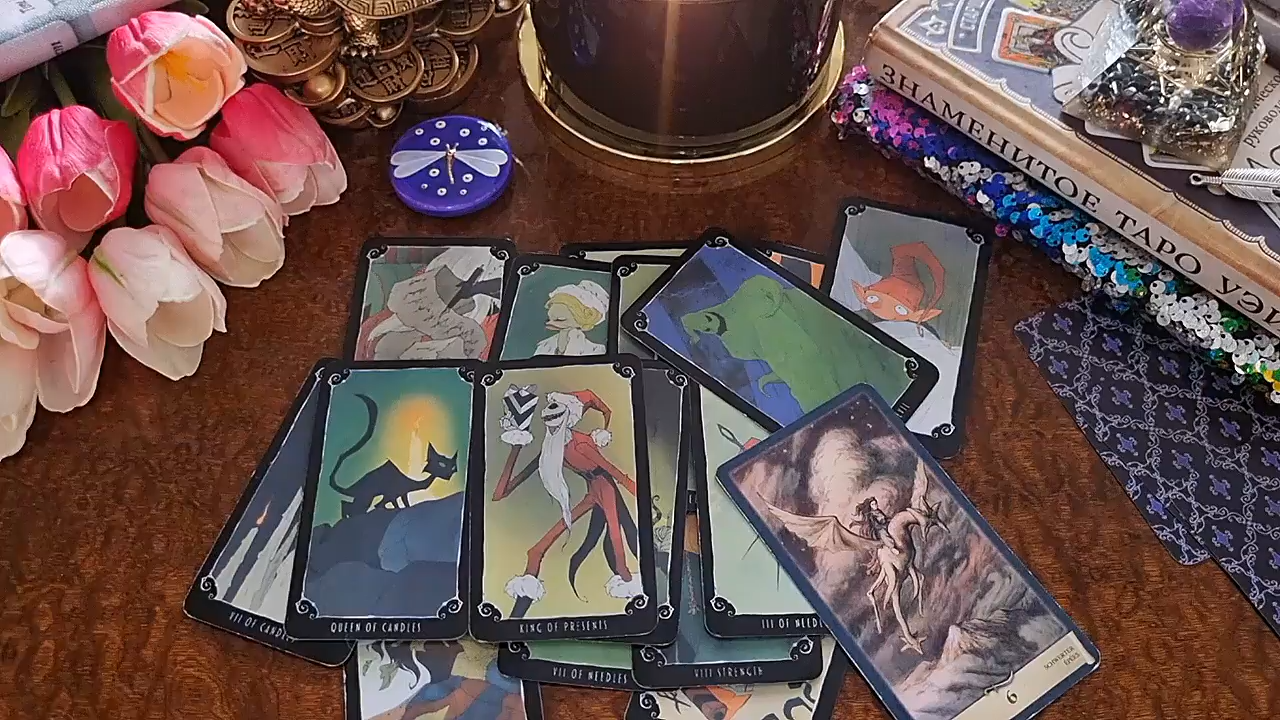 ЗНАМЕНИТОЕ ТАРО УЭЙ
VII OF CANDLES
QUEEN OF CANDLES
KING OF PRESENTS
III OF NEEDL
VII OF NEEDLES
VIII STRENGTH
SCHWERTER
6